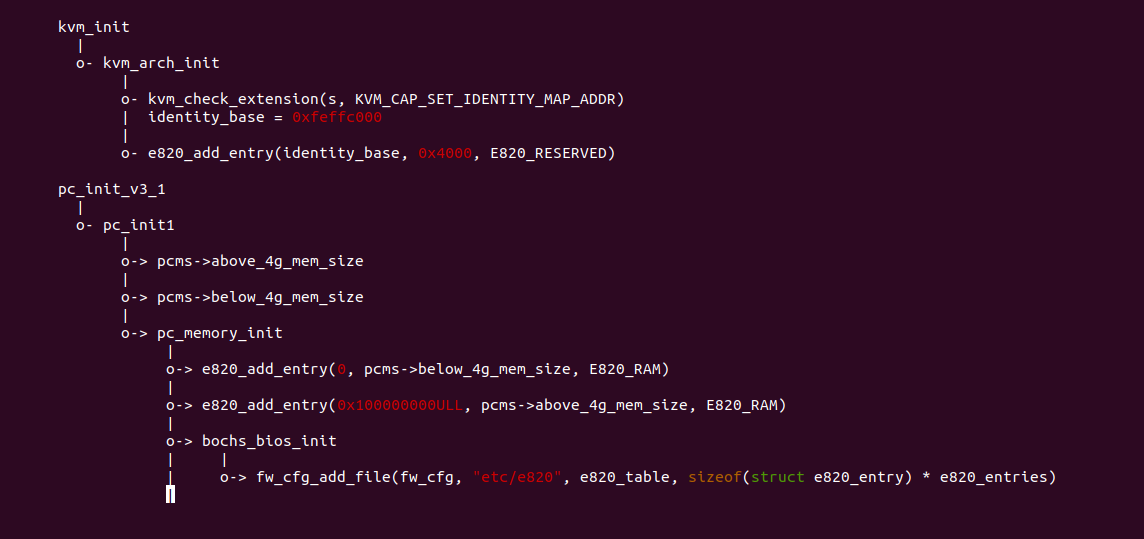 kvm_init
  |
  o- kvm_arch_init
       |
       o- kvm_check_extension(s, KVM_CAP_SET_IDENTITY_MAP_ADDR)
       |  identity_base = 0xfeffc000
       |
       o- e820_add_entry(identity_base, 0x4000, E820_RESERVED)

pc_init_v3_1
  |
  o- pc_init1
       |
       o-> pcms->above_4g_mem_size
       |
       o-> pcms->below_4g_mem_size
       |
       o-> pc_memory_init
            |
            o-> e820_add_entry(0, pcms->below_4g_mem_size, E820_RAM)
            |
            o-> e820_add_entry(0x100000000ULL, pcms->above_4g_mem_size, E820_RAM)
            |
            o-> bochs_bios_init
            |     |
            |     o-> fw_cfg_add_file(fw_cfg, "etc/e820", e820_table, sizeof(struct e820_entry) * e820_entries)
            |